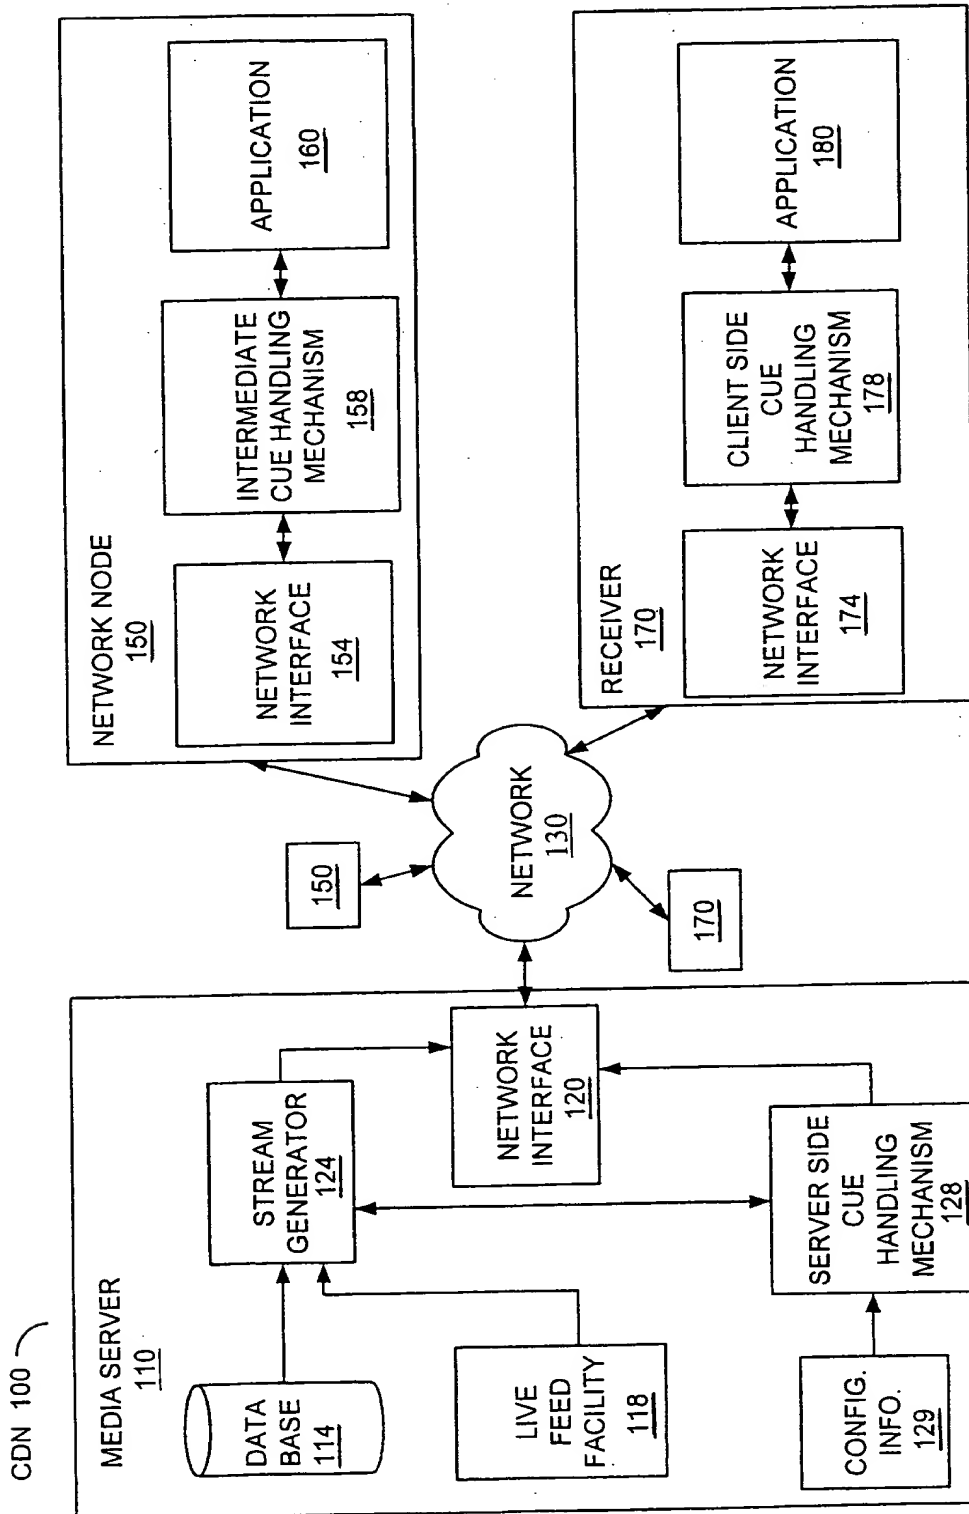 CDN 100
MEDIA SERVER
110
DATA
BASE
114
LIVE
FEED
FACILITY
118
CONFIG.
INFO.
129
STREAM
GENERATOR
124
SERVER SIDE
CUE
HANDLING
MECHANISM
128
NETWORK
INTERFACE
120
NETWORK
130
150
170
NETWORK NODE
150
NETWORK
INTERFACE
154
INTERMEDIATE
CUE HANDLING
MECHANISM
158
APPLICATION
160
RECEIVER
170
NETWORK
INTERFACE
174
CLIENT SIDE
CUE
HANDLING
MECHANISM
178
APPLICATION
180